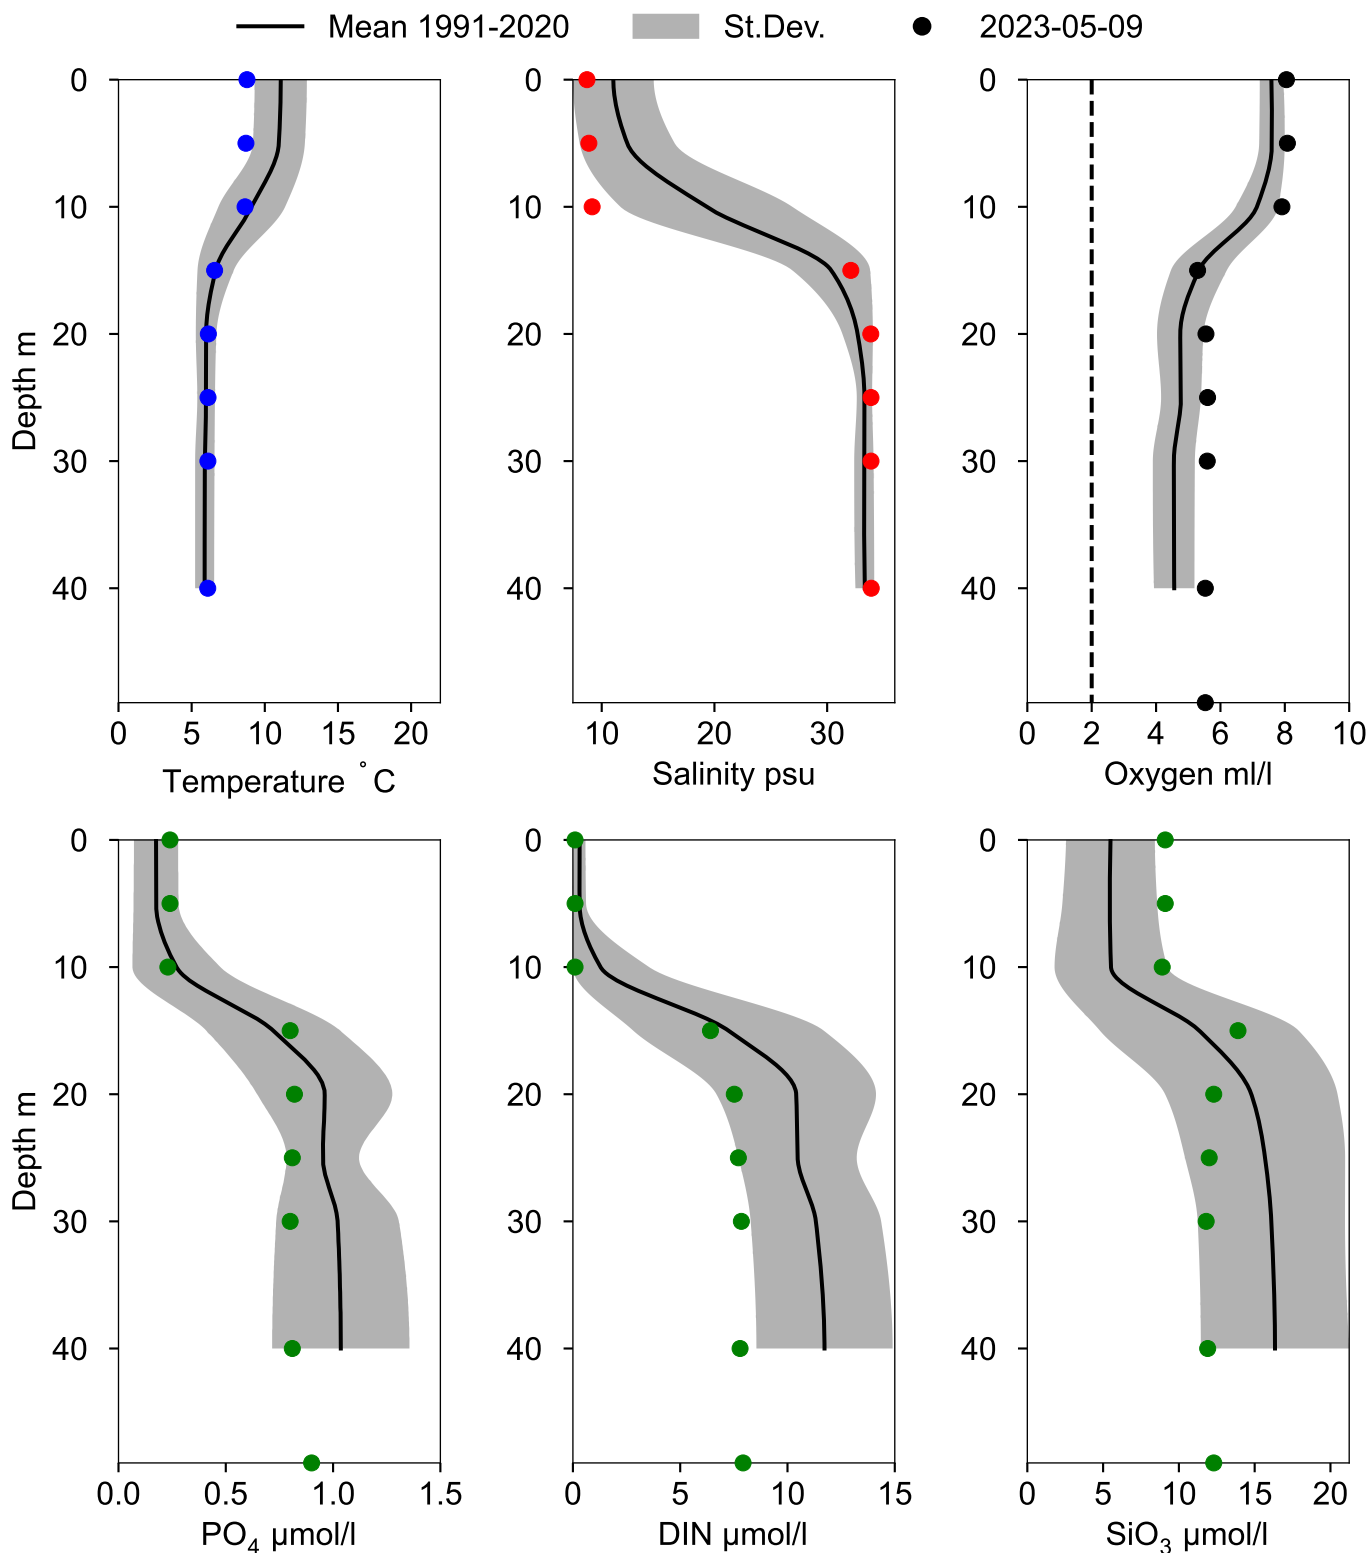 Mean 1991-2020 St.Dev. 2023-05-09
0 0 0
10 10 10
20 20 20
30 30 30
40 40 40
Depth m
0 5 10 15 20 10 20 30 0 2 4 6 8 10
Temperature °C Salinity psu Oxygen ml/l
0 0 0
10 10 10
20 20 20
30 30 30
40 40 40
Depth m
0.0 0.5 1.0 1.5 0 5 10 15 0 5 10 15 20
PO₄ µmol/l DIN µmol/l SiO₃ µmol/l